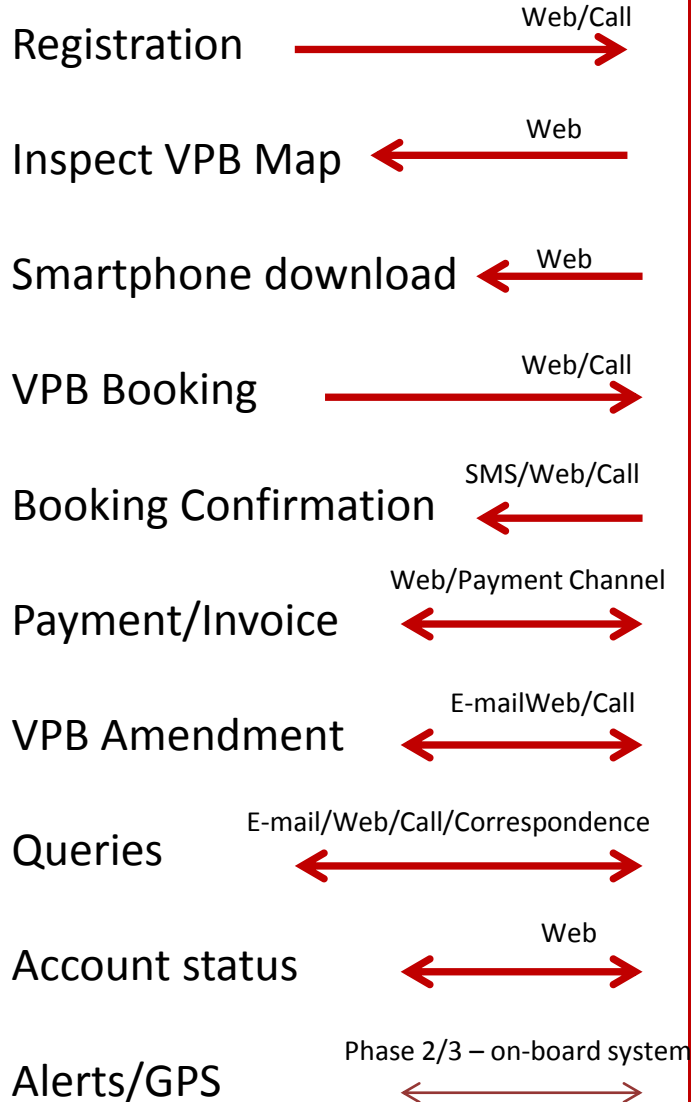 Web/Call
Registration
Web
Inspect VPB Map
Web
Smartphone download
Web/Call
VPB Booking
SMS/Web/Call
Booking Confirmation
Web/Payment Channel
Payment/Invoice
E-mailWeb/Call
VPB Amendment
E-mail/Web/Call/Correspondence
Queries
Web
Account status
Phase 2/3 – on-board system
Alerts/GPS